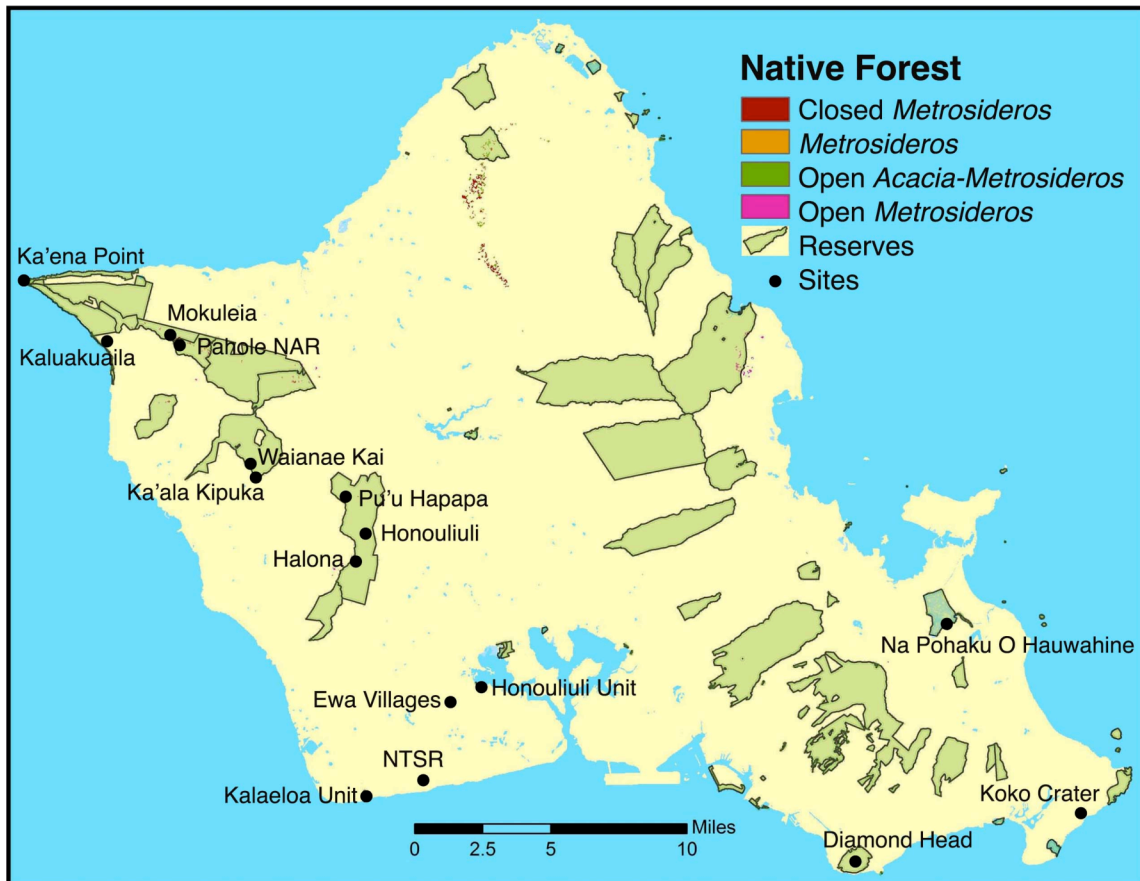 Native Forest
Closed Metrosideros
Metrosideros
Open Acacia-Metrosideros
Open Metrosideros
Reserves
Sites
Ka'ena Point
Mokuleia
Kaluakuaila
Pahole NAR
Waianae Kai
Ka'ala Kipuka
Pu'u Hapapa
Honouliuli
Halona
Na Pohaku O Hauwahine
Honouliuli Unit
Ewa Villages
NTSR
Kalaeloa Unit
Koko Crater
Diamond Head
Miles
0 2.5 5 10